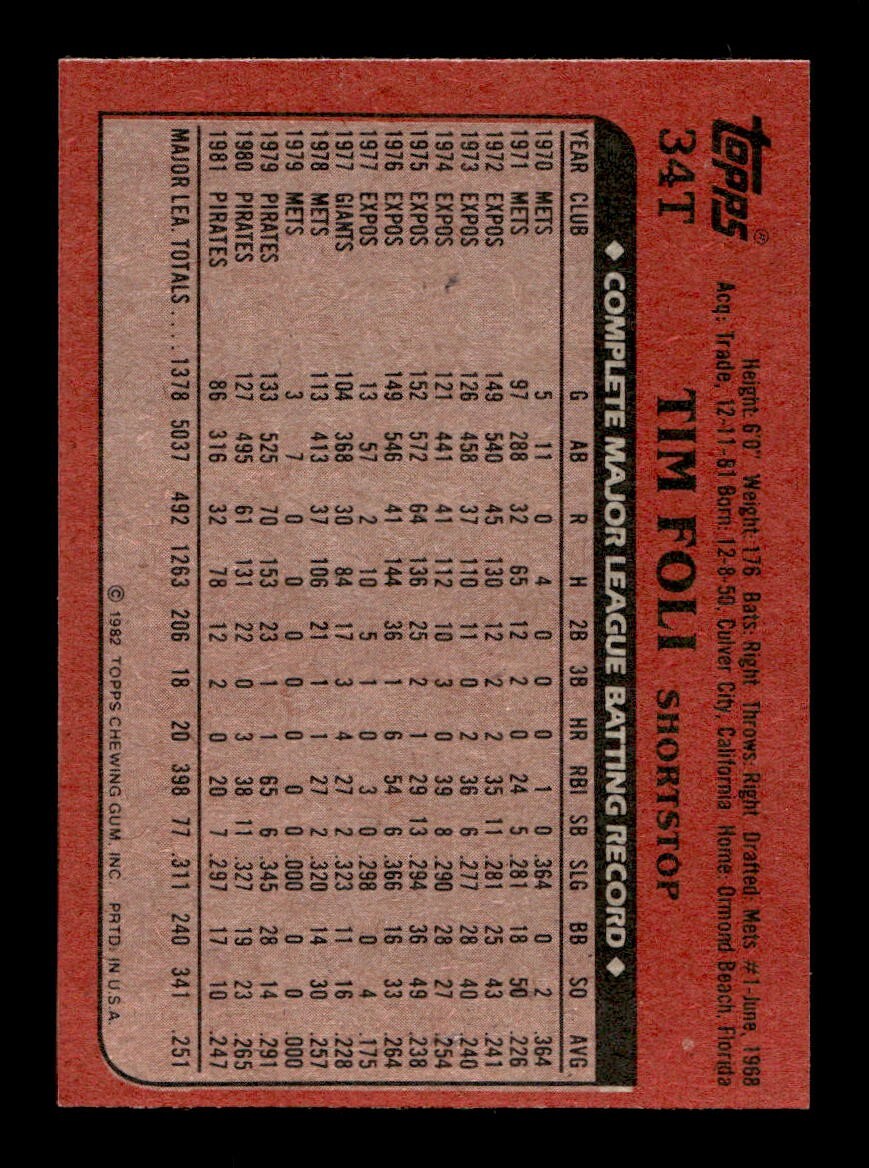 Topps®
34T
Height: 6'0" Weight: 176 Bats: Right Throws: Right Drafted: Mets #1-June, 1968
Acq: Trade, 12-11-81 Born: 12-8-50, Culver City, California Home: Ormond Beach, Florida
TIM FOLI SHORTSTOP
◆ COMPLETE MAJOR LEAGUE BATTING RECORD ◆
YEAR CLUB G AB R H 2B 3B HR RBI SB SLG BB SO AVG
1970 METS 5 11 0 4 0 0 0 1 0 .364 0 2 .364
1971 METS 97 288 32 65 12 2 0 24 5 .281 18 50 .226
1972 EXPOS 149 540 45 130 12 2 2 35 11 .281 25 43 .241
1973 EXPOS 126 458 37 110 11 0 2 36 6 .277 28 40 .240
1974 EXPOS 121 441 41 112 10 3 0 39 8 .290 28 27 .254
1975 EXPOS 152 572 64 136 25 2 1 29 13 .294 36 49 .238
1976 EXPOS 149 546 41 144 36 1 6 54 6 .366 16 33 .264
1977 EXPOS 13 57 2 10 5 1 0 3 0 .298 0 4 .175
1977 GIANTS 104 368 30 84 17 3 4 27 2 .323 11 16 .228
1978 METS 113 413 37 106 21 1 1 27 2 .320 14 30 .257
1979 METS 3 7 0 0 0 0 0 0 0 .000 0 0 .000
1979 PIRATES 133 525 70 153 23 1 1 65 6 .345 28 14 .291
1980 PIRATES 127 495 61 131 22 0 3 38 11 .327 19 23 .265
1981 PIRATES 86 316 32 78 12 2 0 20 7 .297 17 10 .247
MAJOR LEA. TOTALS.... 1378 5037 492 1263 206 18 20 398 77 .311 240 341 .251
© 1982 TOPPS CHEWING GUM, INC. PRTD. IN U.S.A.